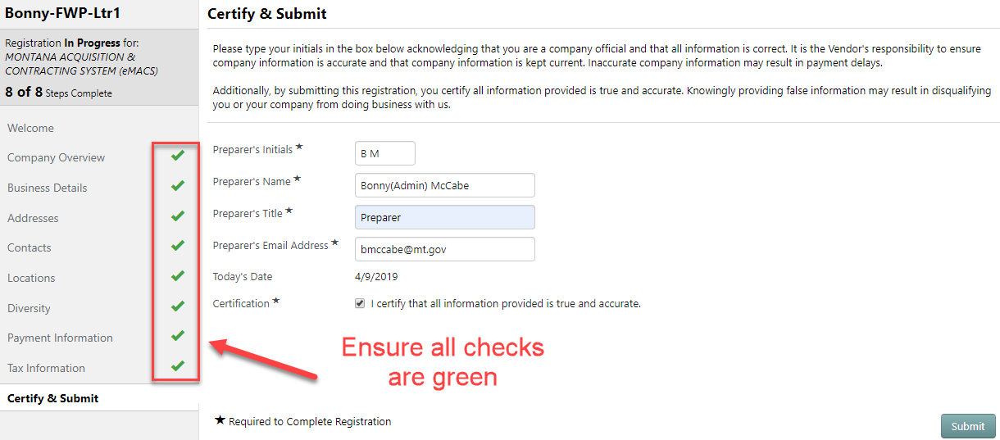 Bonny-FWP-Ltr1
Registration In Progress for:
MONTANA ACQUISITION &
CONTRACTING SYSTEM (eMACS)
8 of 8 Steps Complete
Welcome
Company Overview
Business Details
Addresses
Contacts
Locations
Diversity
Payment Information
Tax Information
Certify & Submit
Certify & Submit
Please type your initials in the box below acknowledging that you are a company official and that all information is correct. It is the Vendor's responsibility to ensure
company information is accurate and that company information is kept current. Inaccurate company information may result in payment delays.
Additionally, by submitting this registration, you certify all information provided is true and accurate. Knowingly providing false information may result in disqualifying
you or your company from doing business with us.
Preparer's Initials ★ B M
Preparer's Name ★ Bonny(Admin) McCabe
Preparer's Title ★ Preparer
Preparer's Email Address ★ bmccabe@mt.gov
Today's Date 4/9/2019
Certification ★ I certify that all information provided is true and accurate.
Ensure all checks
are green
★ Required to Complete Registration
Submit